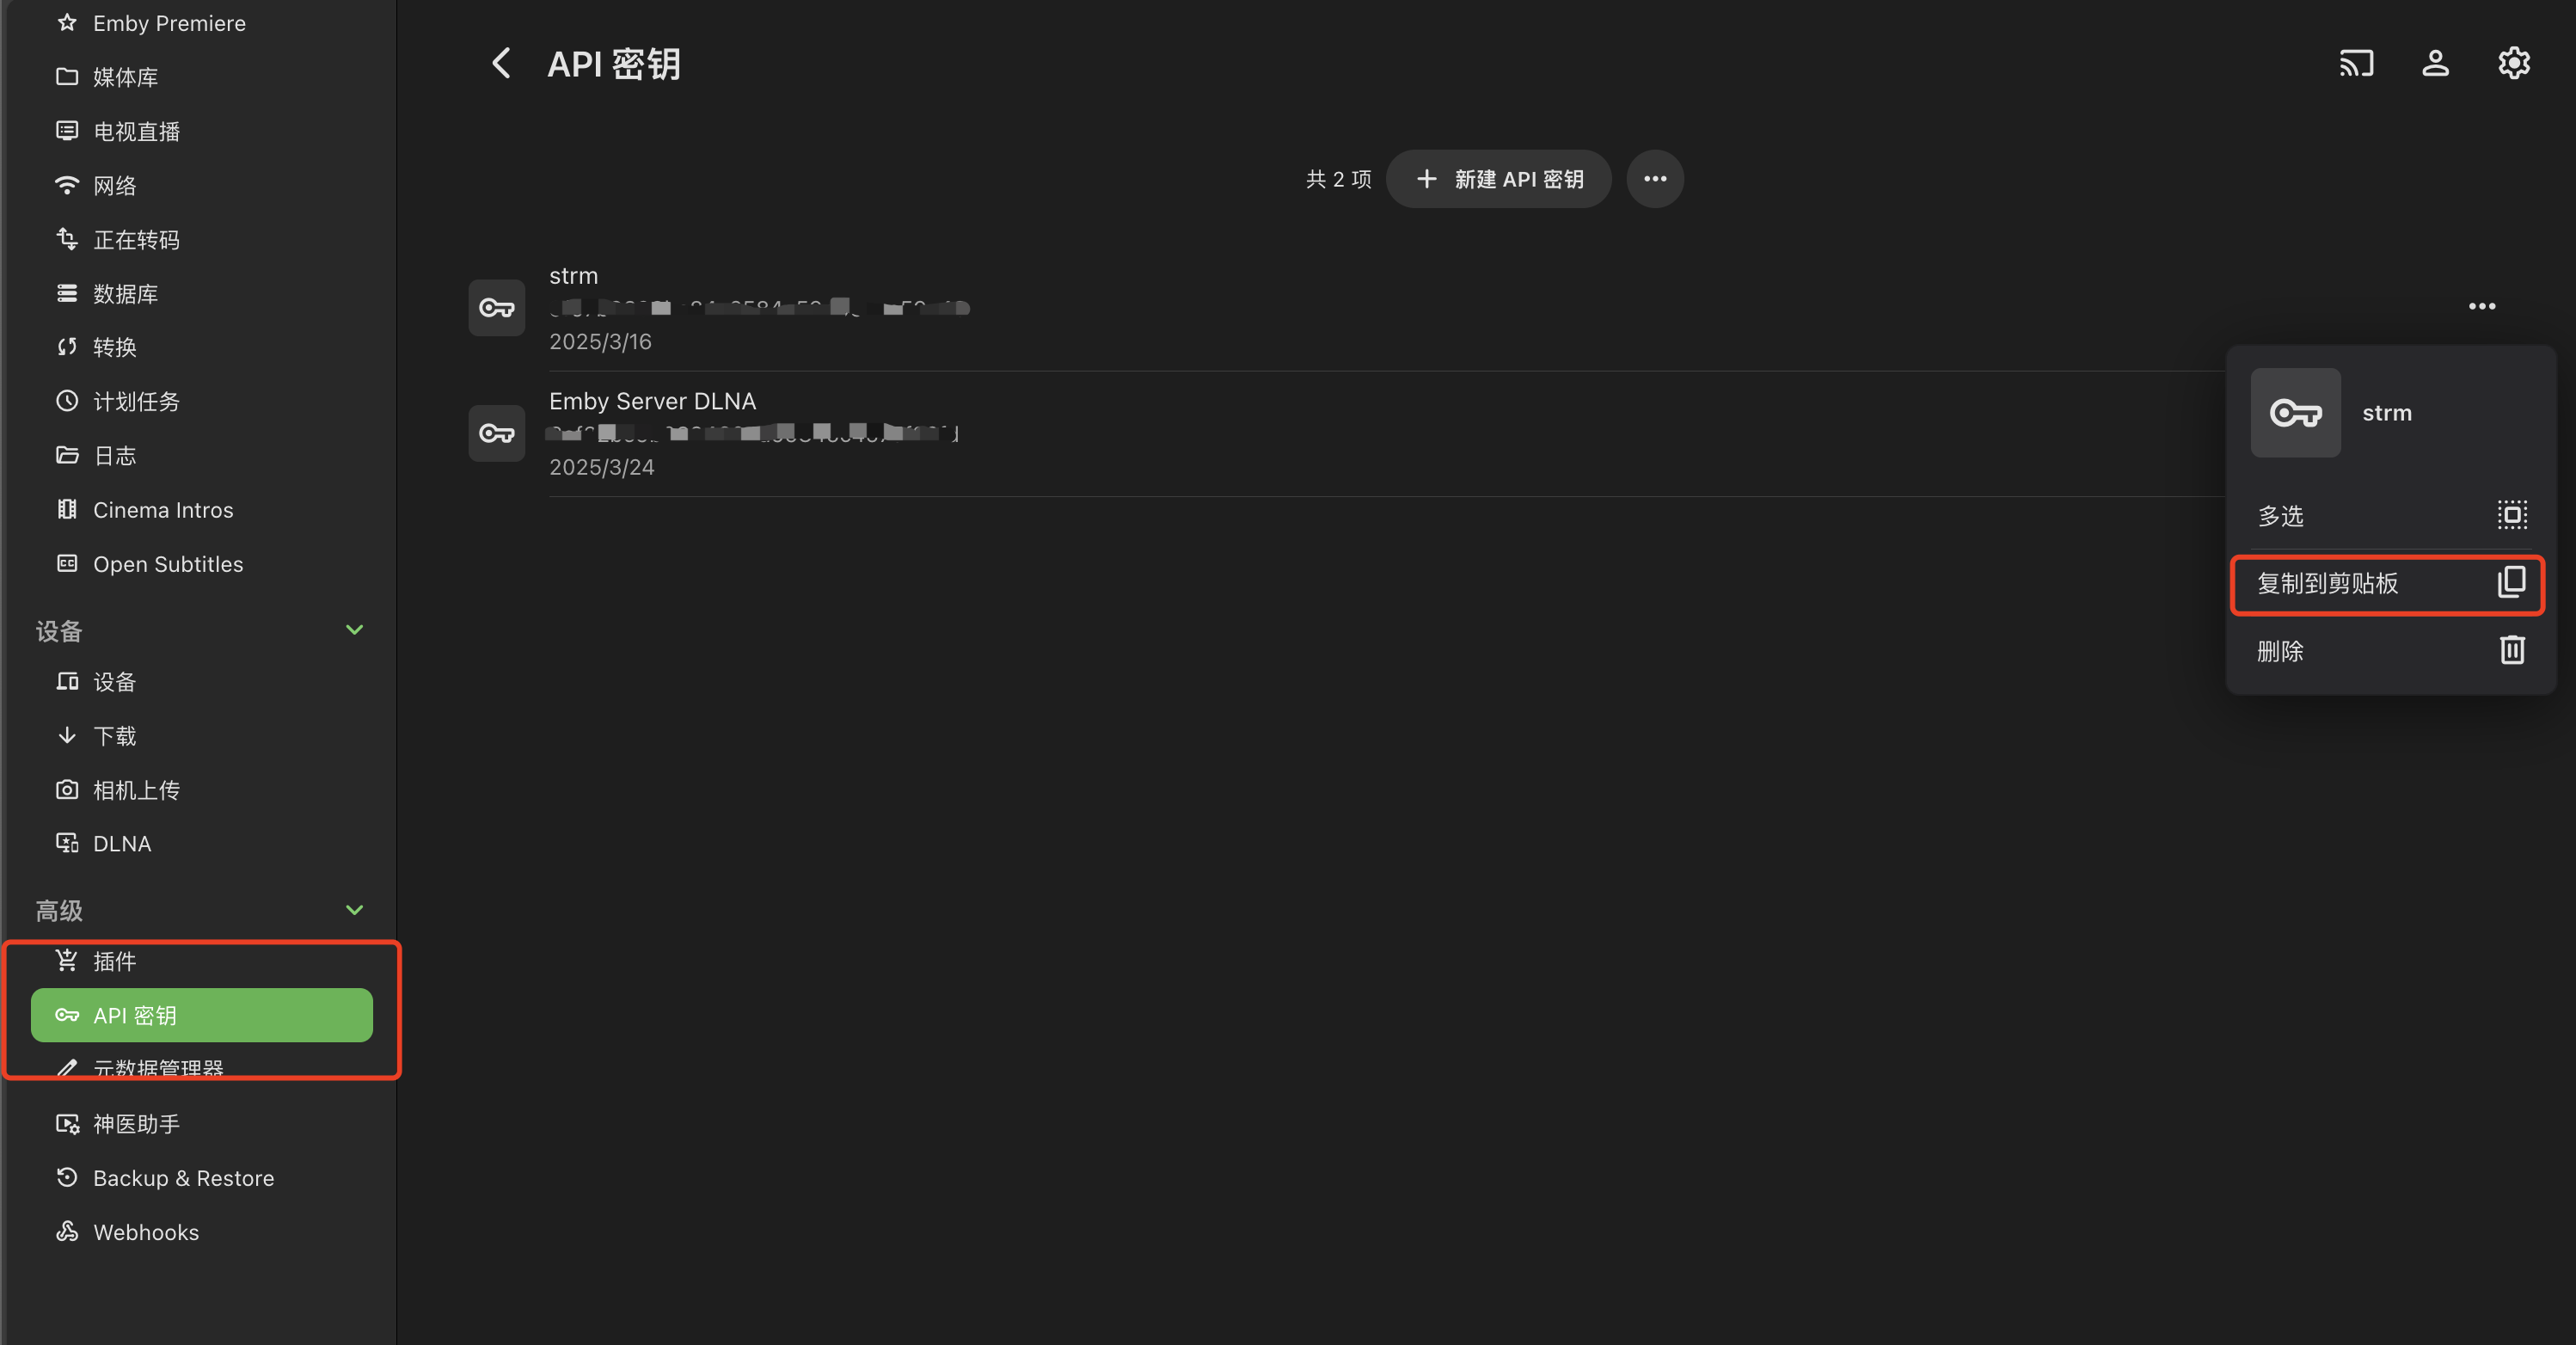 Emby Premiere
媒体库
电视直播
网络
正在转码
数据库
转换
计划任务
日志
Cinema Intros
Open Subtitles
设备
设备
下载
相机上传
DLNA
高级
插件
API 密钥
元数据管理器
神医助手
Backup & Restore
Webhooks
API 密钥
共 2 项
新建 API 密钥
strm
2025/3/16
Emby Server DLNA
2025/3/24
strm
多选
复制到剪贴板
删除